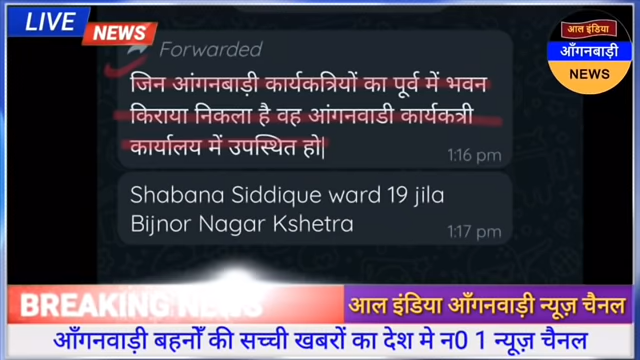 LIVE
NEWS
आल इंडिया
आँगनबाड़ी
NEWS
Forwarded
जिन आंगनबाड़ी कार्यकत्रियों का पूर्व में भवन
किराया निकला है वह आंगनवाडी कार्यकत्री
कार्यालय में उपस्थित हो|
1:16 pm
Shabana Siddique ward 19 jila
Bijnor Nagar Kshetra
1:17 pm
BREAKING NEWS
आल इंडिया आँगनवाड़ी न्यूज़ चैनल
आँगनवाड़ी बहनोँ की सच्ची खबरों का देश मे न0 1 न्यूज़ चैनल